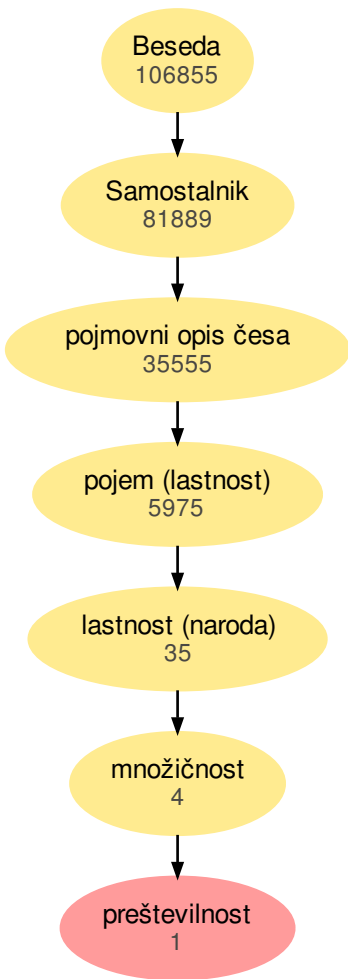 Beseda
106855
Samostalnik
81889
pojmovni opis česa
35555
pojem (lastnost)
5975
lastnost (naroda)
35
množičnost
4
preštevilnost
1